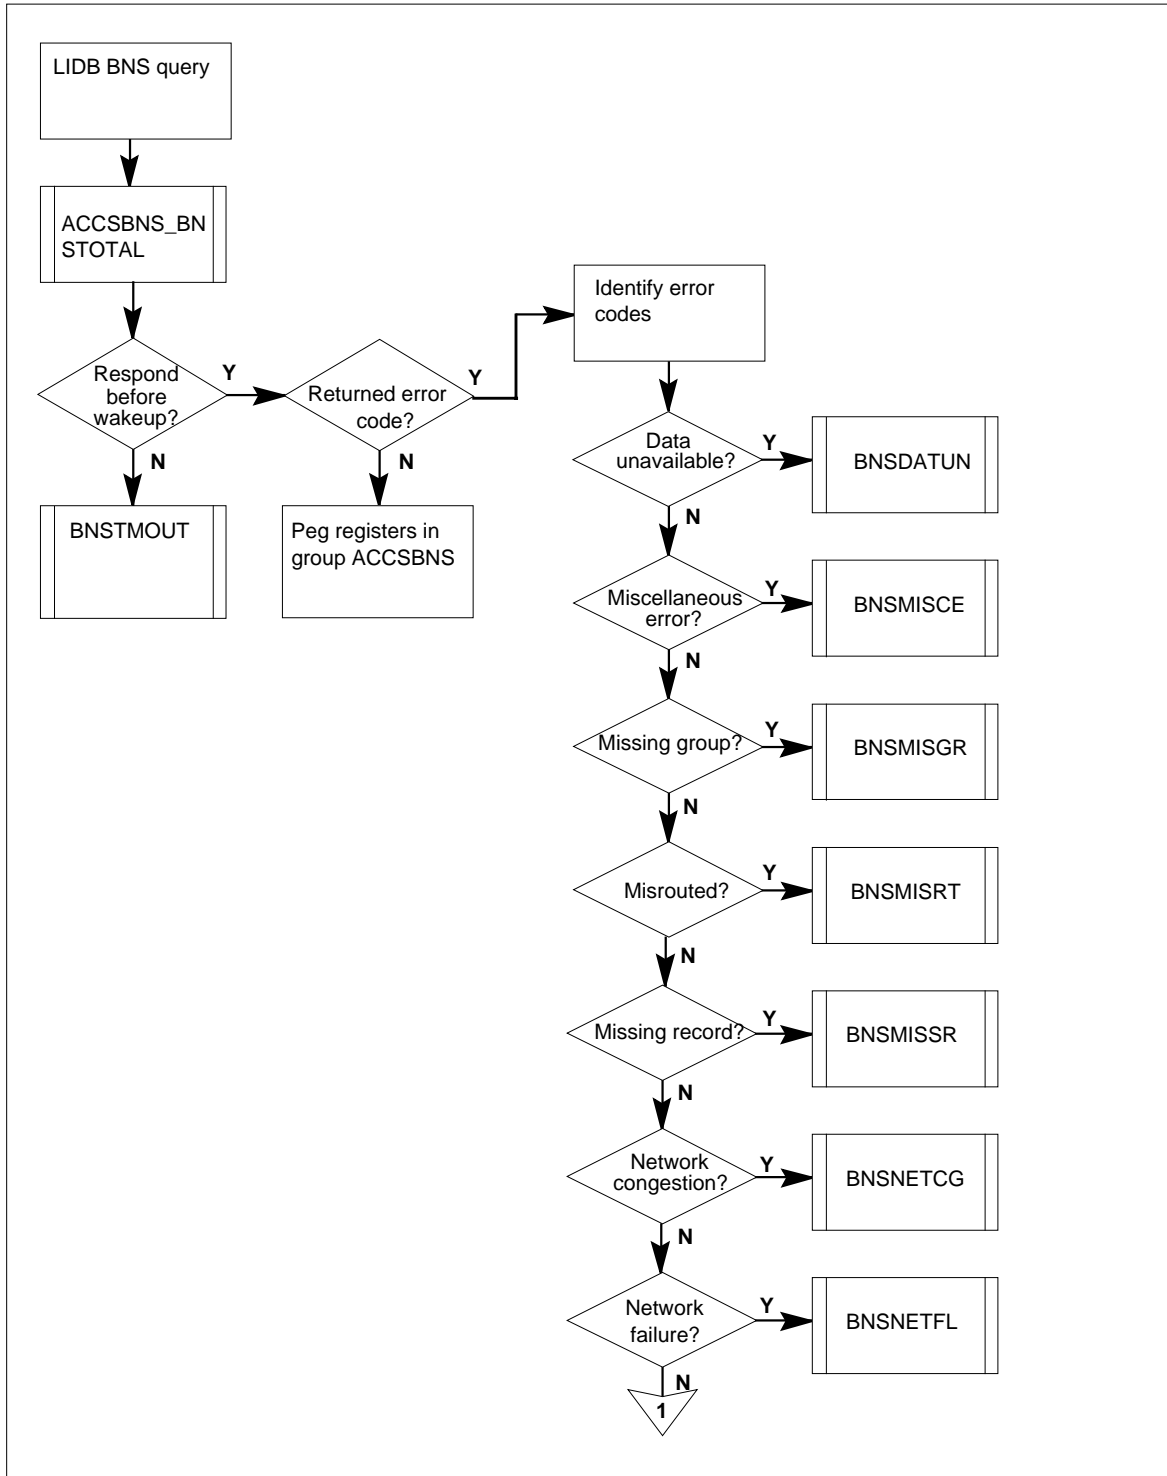 LIDB BNS query
ACCSBNS_BN
STOTAL
Respond
before
wakeup?
Y
N
BNSTMOUT
Returned error
code?
Y
N
Peg registers in
group ACCSBNS
Identify error
codes
Data
unavailable?
Y
BNSDATUN
N
Miscellaneous
error?
Y
BNSMISCE
N
Missing group?
Y
BNSMISGR
N
Misrouted?
Y
BNSMISRT
N
Missing record?
Y
BNSMISSR
N
Network
congestion?
Y
BNSNETCG
N
Network
failure?
Y
BNSNETFL
N
1